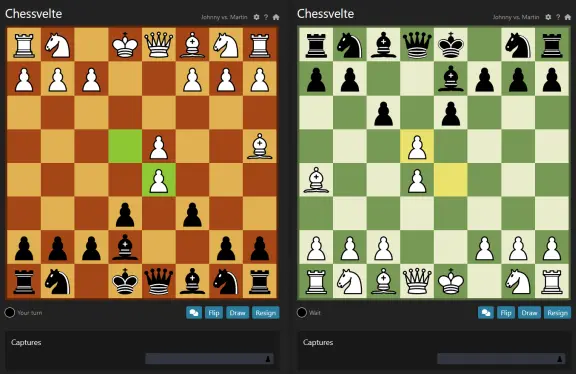 Chessvelte
Johnny vs. Martin
?
Your turn
Flip
Draw
Resign
Captures
Chessvelte
Johnny vs. Martin
?
Wait
Flip
Draw
Resign
Captures